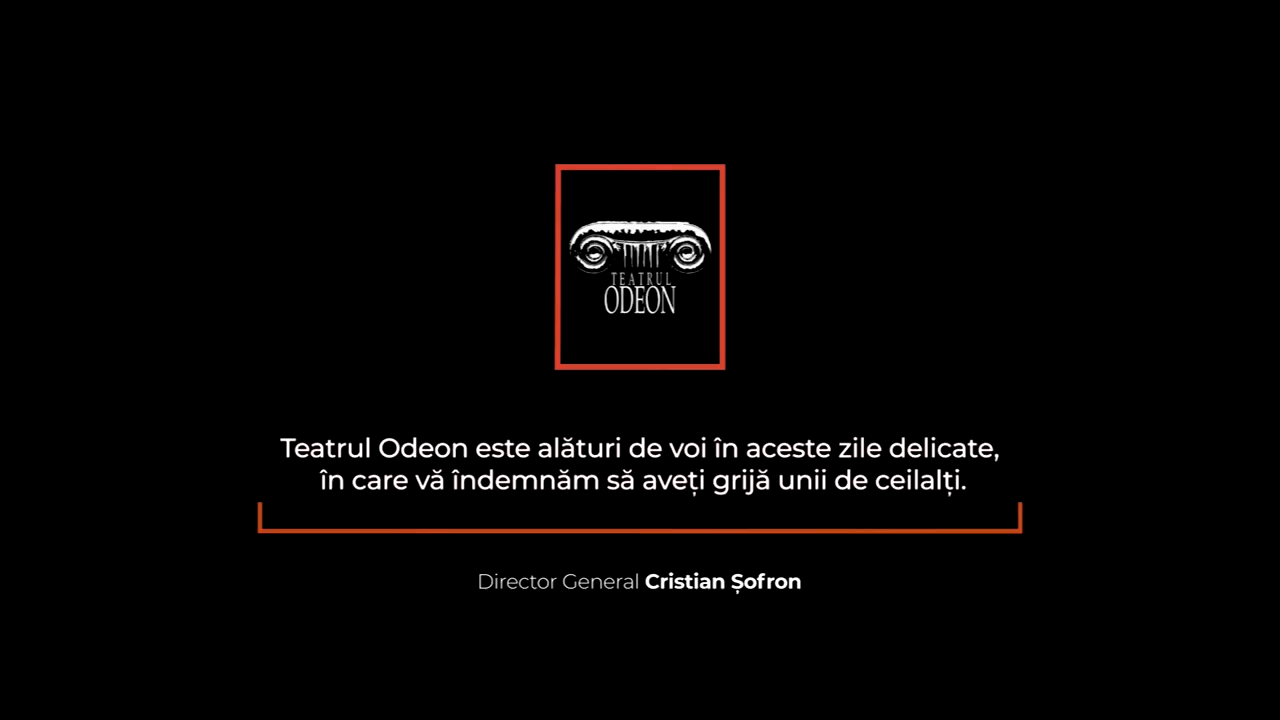 TEATRUL
ODEON
Teatrul Odeon este alături de voi în aceste zile delicate,
în care vă îndemnăm să aveți grijă unii de ceilalți.
Director General Cristian Șofron